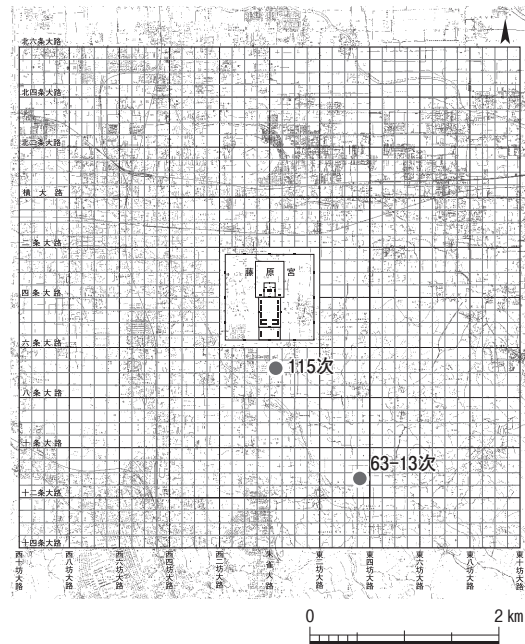 北六条大路
北四条大路
北二条大路
横大路
二条大路
藤原宮
四条大路
六条大路
115次
八条大路
十条大路
63-13次
十二条大路
十四条大路
西十坊大路
西八坊大路
西六坊大路
西四坊大路
西二坊大路
朱雀大路
東二坊大路
東四坊大路
東六坊大路
東八坊大路
東十坊大路
0 2 km